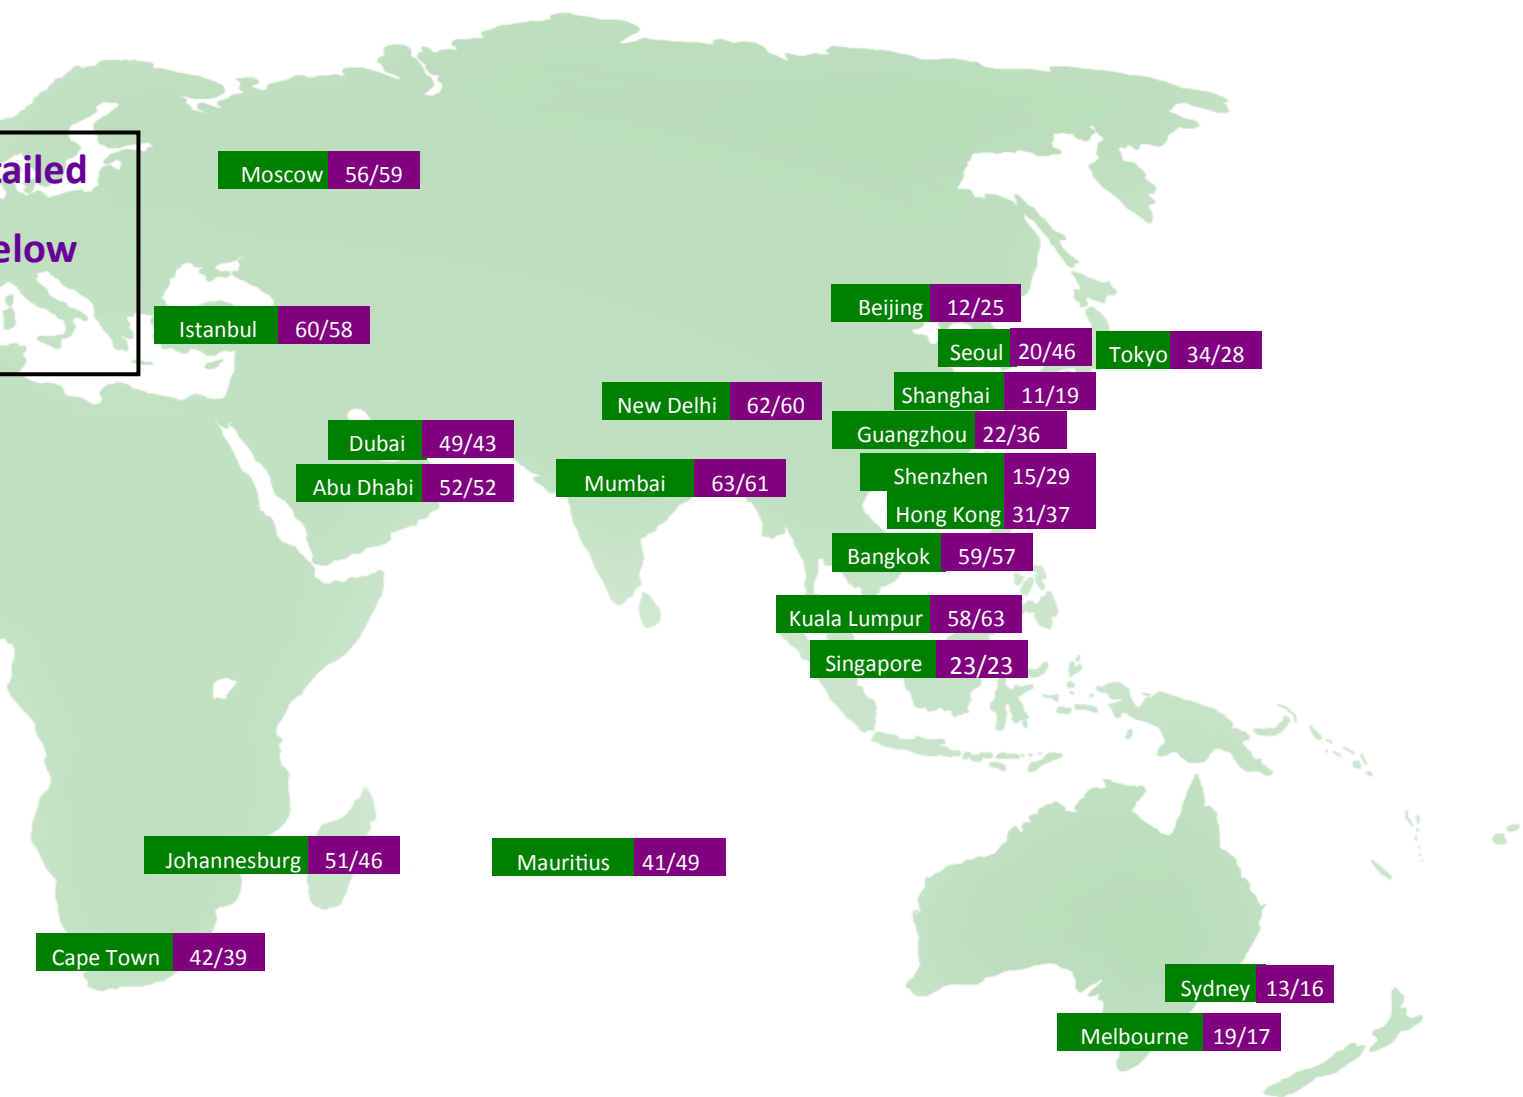 tailed
elow
Moscow 56/59
Istanbul 60/58
Beijing 12/25
Seoul 20/46
Tokyo 34/28
Shanghai 11/19
New Delhi 62/60
Guangzhou 22/36
Dubai 49/43
Shenzhen 15/29
Abu Dhabi 52/52
Mumbai 63/61
Hong Kong 31/37
Bangkok 59/57
Kuala Lumpur 58/63
Singapore 23/23
Johannesburg 51/46
Mauritius 41/49
Cape Town 42/39
Sydney 13/16
Melbourne 19/17